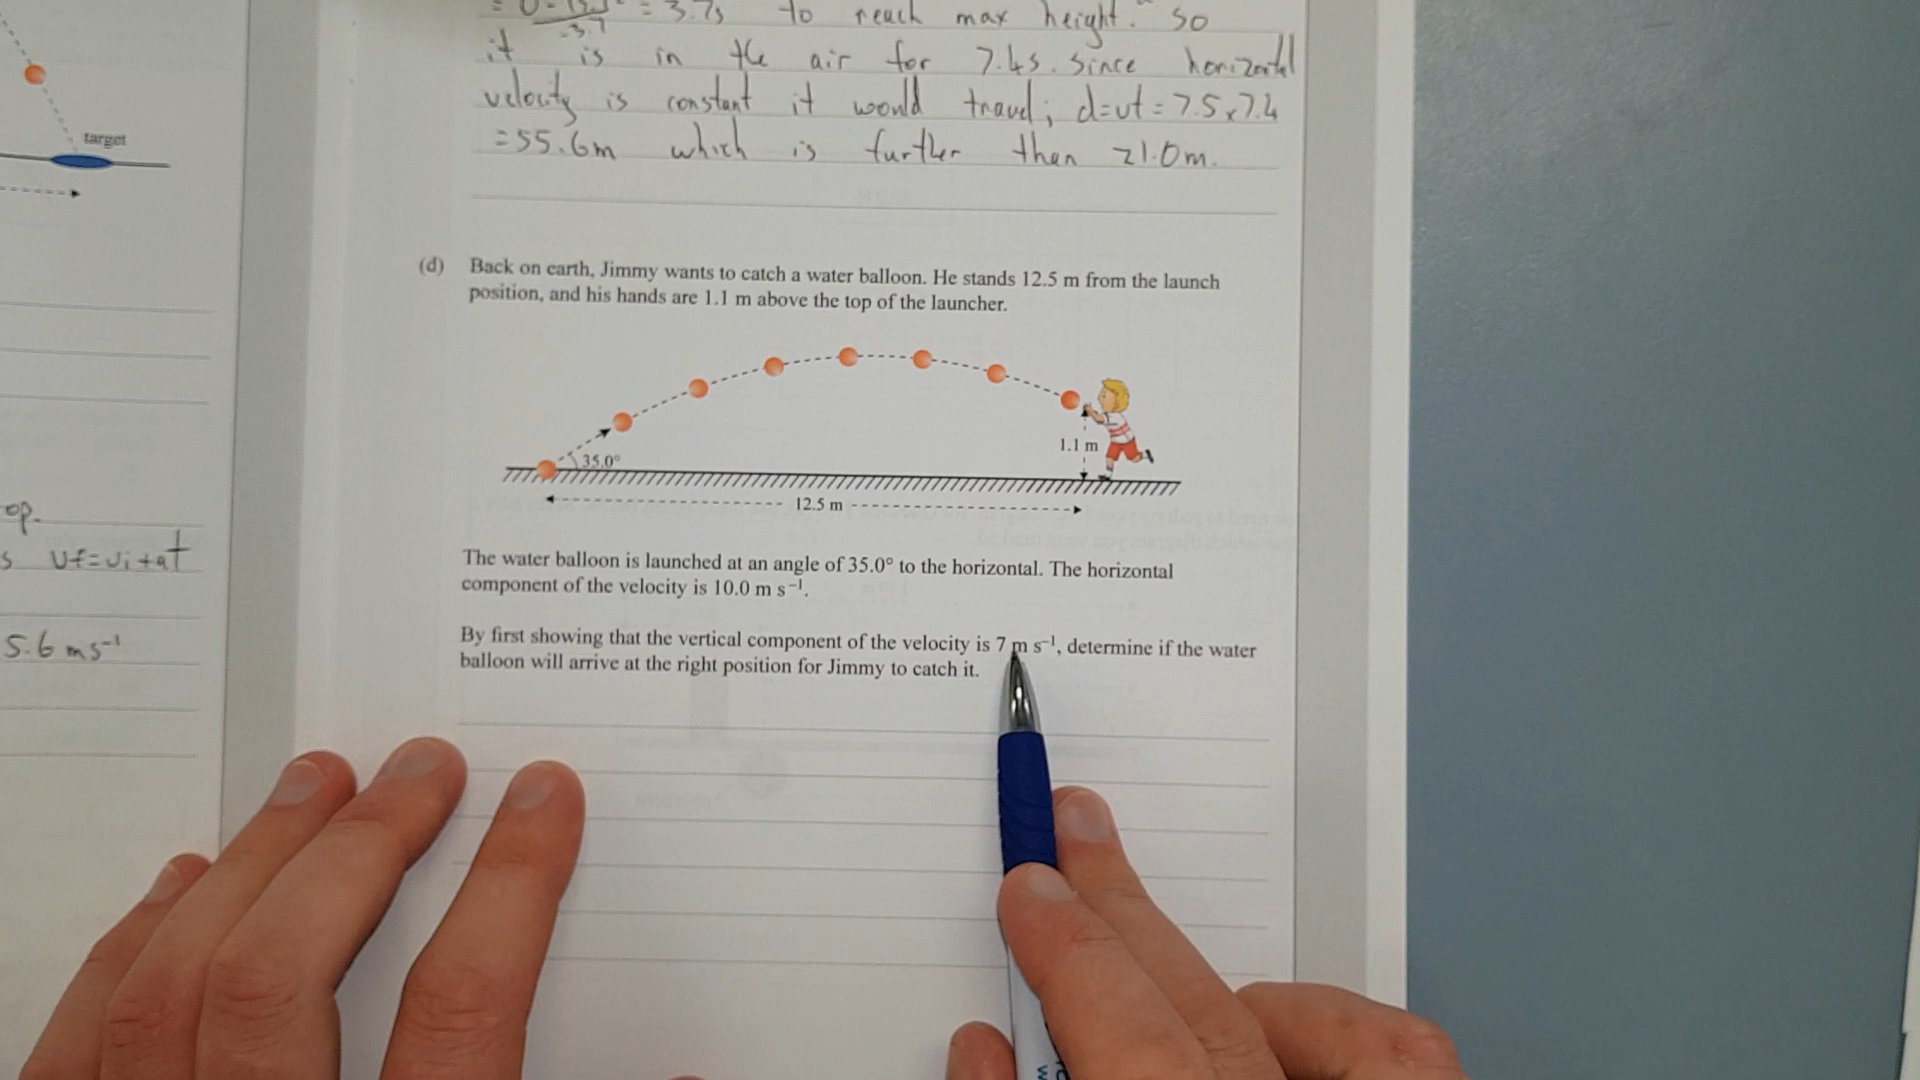 = 3.7s to reach max height. so
-3.7
it is in the air for 7.4s. Since horizontal
velocity is constant it would travel; d=vt = 7.5 x 7.4
= 55.6m which is further than 21.0m.
target
(d) Back on earth, Jimmy wants to catch a water balloon. He stands 12.5 m from the launch
position, and his hands are 1.1 m above the top of the launcher.
1.1 m
35.0°
12.5 m
op.
s vf=vi+at
5.6 ms⁻¹
The water balloon is launched at an angle of 35.0° to the horizontal. The horizontal
component of the velocity is 10.0 m s⁻¹.
By first showing that the vertical component of the velocity is 7 m s⁻¹, determine if the water
balloon will arrive at the right position for Jimmy to catch it.